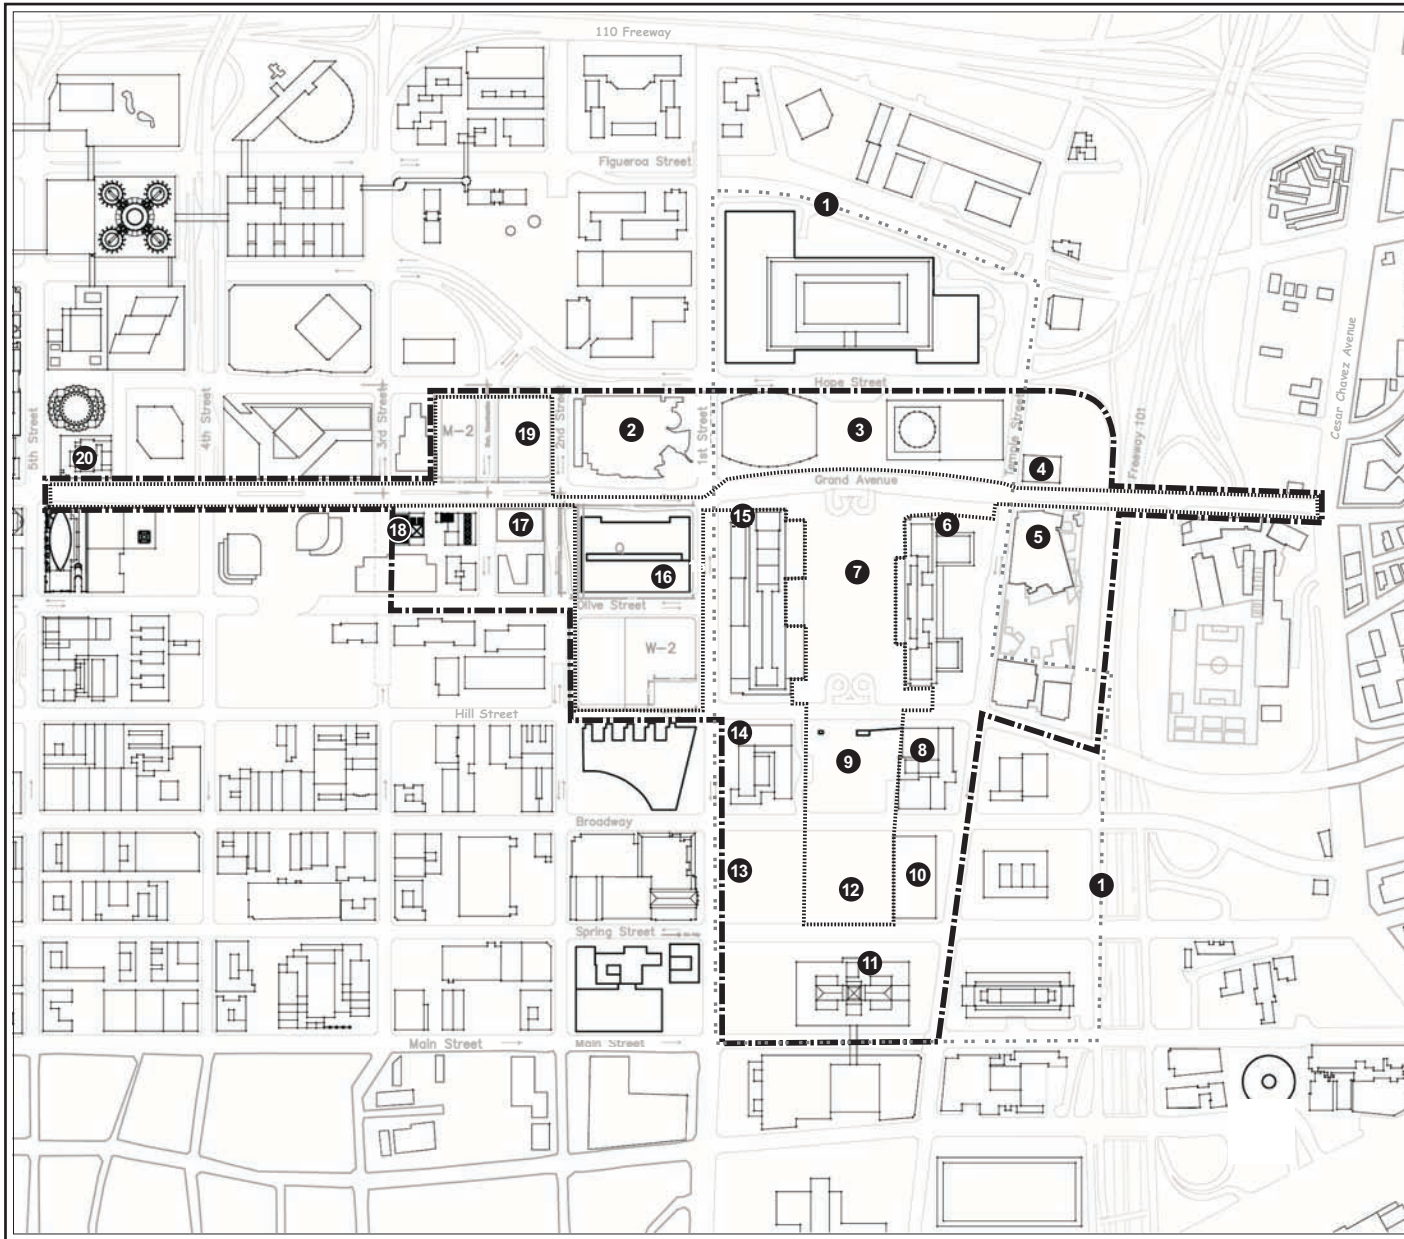 110 Freeway
Figueroa Street
1
Cesar Chavez Avenue
Hope Street
5th Street
4th Street
3rd Street
M-2
19
2nd Street
2
1st Street
3
Temple Street
4
Freeway 101
20
Grand Avenue
18
17
15
6
5
16
7
Olive Street
W-2
Hill Street
14
9
8
Broadway
13
12
10
1
Spring Street
11
Main Street
Main Street